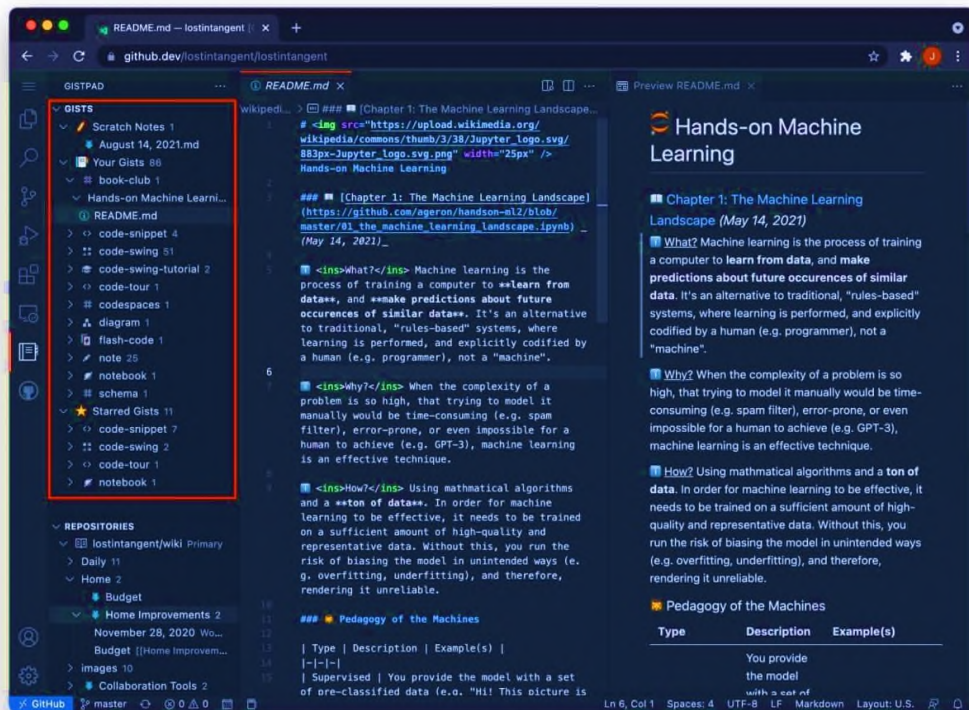 README.md — lostintangent
github.dev/lostintangent/lostintangent
GISTPAD
GISTS
Scratch Notes 1
August 14, 2021.md
Your Gists 86
book-club 1
Hands-on Machine Learni...
README.md
code-snippet 4
code-swing 51
code-swing-tutorial 2
code-tour 1
codespaces 1
diagram 1
flash-code 1
note 25
notebook 1
schema 1
Starred Gists 11
code-snippet 7
code-swing 2
code-tour 1
notebook 1
REPOSITORIES
lostintangent/wiki Primary
Daily 11
Home 2
Budget
Home Improvements 2
November 28, 2020 Wo...
Budget [[Home Improvem...
images 10
Collaboration Tools 2
README.md
wikipedi... > ### [Chapter 1: The Machine Learning Landscape...
# <img src="https://upload.wikimedia.org/
wikipedia/commons/thumb/3/38/Jupyter_logo.svg/
883px-Jupyter_logo.svg.png" width="25px" />
Hands-on Machine Learning
### [Chapter 1: The Machine Learning Landscape]
(https://github.com/ageron/handson-ml2/blob/
master/01_the_machine_learning_landscape.ipynb) _
(May 14, 2021)_
<ins>What?</ins> Machine learning is the
process of training a computer to **learn from
data**, and **make predictions about future
occurences of similar data**. It's an alternative
to traditional, "rules-based" systems, where
learning is performed, and explicitly codified by
a human (e.g. programmer), not a "machine".
6
<ins>Why?</ins> When the complexity of a
problem is so high, that trying to model it
manually would be time-consuming (e.g. spam
filter), error-prone, or even impossible for a
human to achieve (e.g. GPT-3), machine learning
is an effective technique.
<ins>How?</ins> Using mathmatical algorithms
and a **ton of data**. In order for machine
learning to be effective, it needs to be trained
on a sufficient amount of high-quality and
representative data. Without this, you run the
risk of biasing the model in unintended ways (e.
g. overfitting, underfitting), and therefore,
rendering it unreliable.
### Pedagogy of the Machines
| Type | Description | Example(s) |
|-|-|-|
| Supervised | You provide the model with a set
of pre-classified data (e.g. "Hi! This picture is
Preview README.md
Hands-on Machine
Learning
Chapter 1: The Machine Learning
Landscape (May 14, 2021)
What? Machine learning is the process of training
a computer to learn from data, and make
predictions about future occurences of similar
data. It's an alternative to traditional, "rules-based"
systems, where learning is performed, and explicitly
codified by a human (e.g. programmer), not a
"machine".
Why? When the complexity of a problem is so
high, that trying to model it manually would be time-
consuming (e.g. spam filter), error-prone, or even
impossible for a human to achieve (e.g. GPT-3),
machine learning is an effective technique.
How? Using mathmatical algorithms and a ton of
data. In order for machine learning to be effective, it
needs to be trained on a sufficient amount of high-
quality and representative data. Without this, you
run the risk of biasing the model in unintended ways
(e.g. overfitting, underfitting), and therefore,
rendering it unreliable.
Pedagogy of the Machines
Type Description Example(s)
You provide
the model
with a set of
GitHub master 0 0 Ln 6, Col 1 Spaces: 4 UTF-8 LF Markdown Layout: U.S.